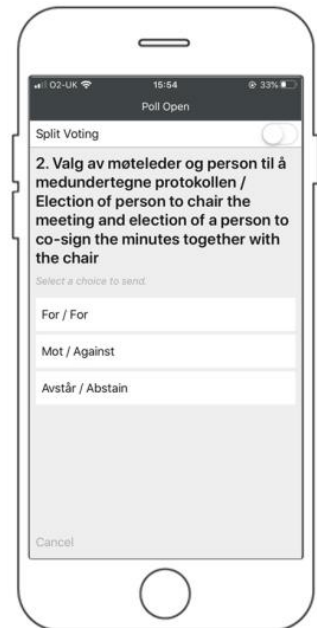 O2-UK 15:54 33%
Poll Open
Split Voting
2. Valg av møteleder og person til å
medundertegne protokollen /
Election of person to chair the
meeting and election of a person to
co-sign the minutes together with
the chair
Select a choice to send.
For / For
Mot / Against
Avstår / Abstain
Cancel